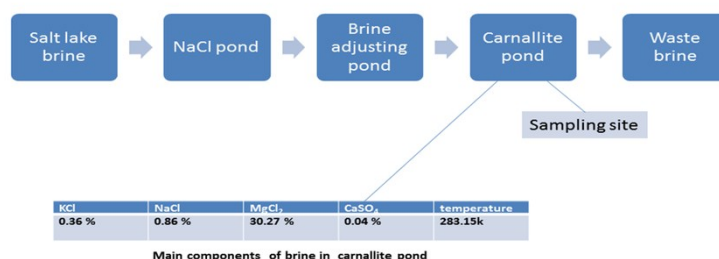 Salt lake
brine
NaCl pond
Brine
adjusting
pond
Carnallite
pond
Waste
brine
Sampling site
KCl NaCl MgCl₂ CaSO₄ temperature
0.36 % 0.86 % 30.27 % 0.04 % 283.15k
Main components of brine in carnallite pond